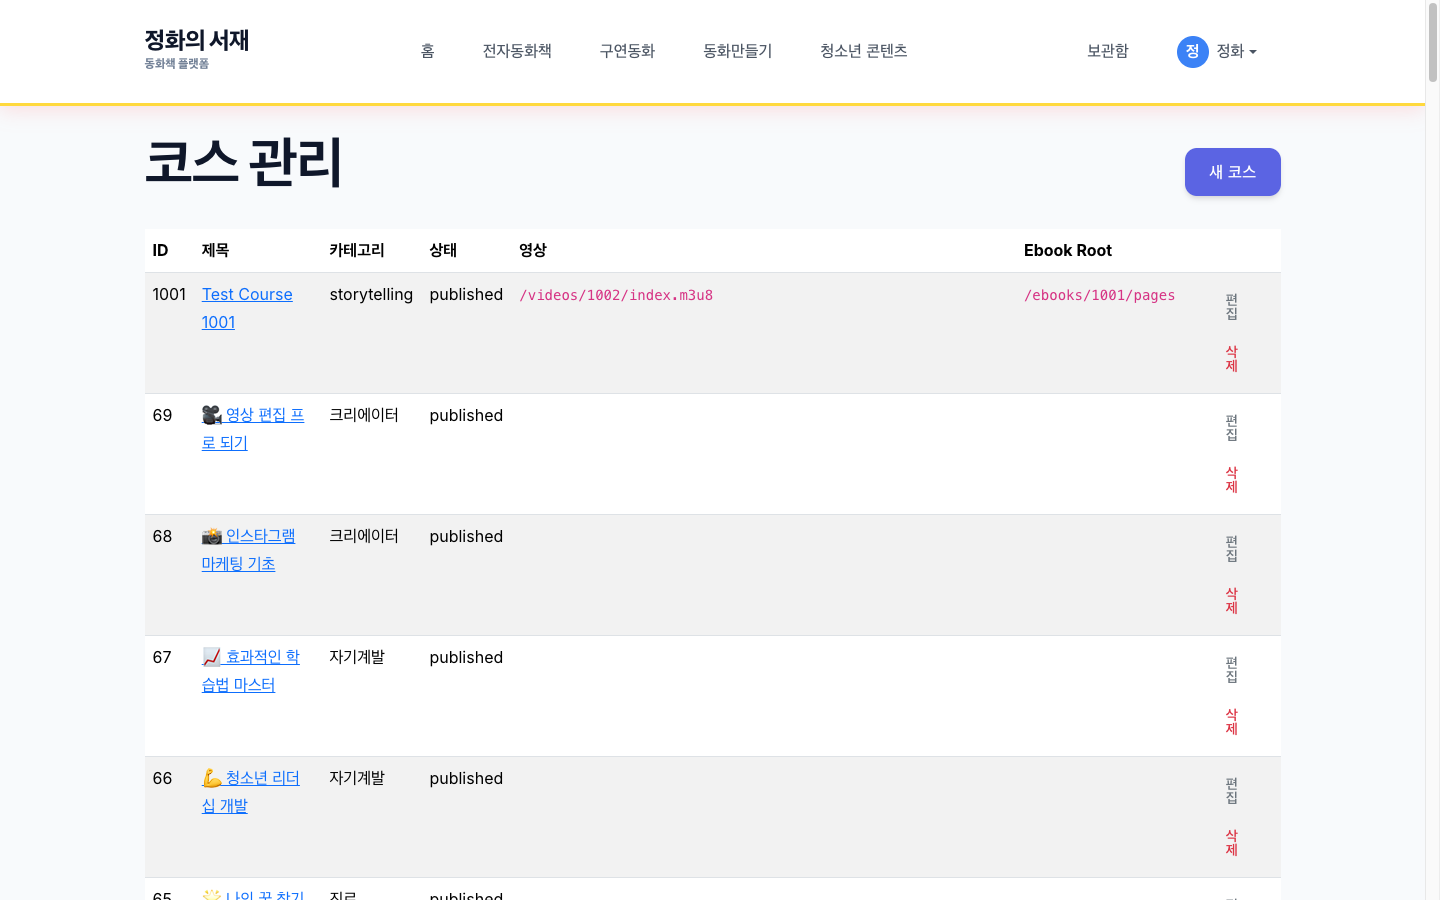 정화의 서재
동화책 플랫폼
홈 전자동화책 구연동화 동화만들기 청소년 콘텐츠 보관함 정 정화
코스 관리
새 코스
ID 제목 카테고리 상태 영상 Ebook Root
1001 Test Course 1001 storytelling published /videos/1002/index.m3u8 /ebooks/1001/pages
편집
삭제
69 영상 편집 프로 되기 크리에이터 published
편집
삭제
68 인스타그램 마케팅 기초 크리에이터 published
편집
삭제
67 효과적인 학습법 마스터 자기계발 published
편집
삭제
66 청소년 리더십 개발 자기계발 published
편집
삭제
65 나의 꿈 찾기 진로 published